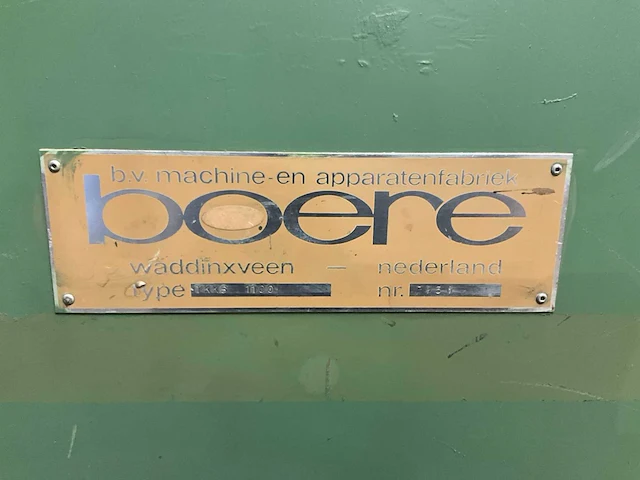 b.v. machine-en apparatenfabriek
boere
waddinxveen — nederland
type nr.